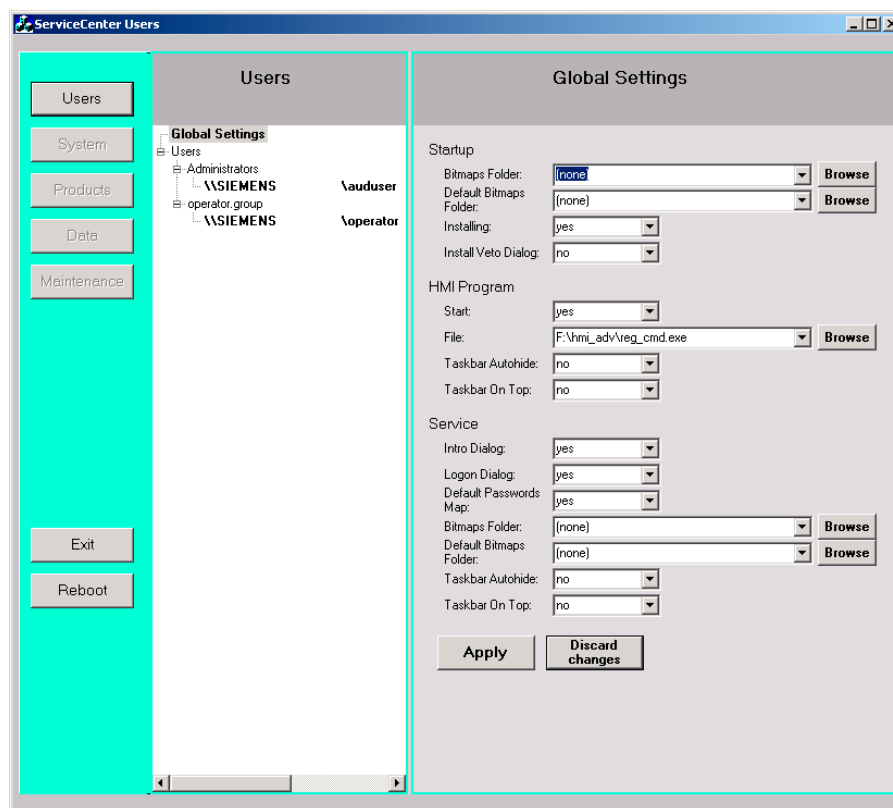 ServiceCenter Users
Users
System
Products
Data
Maintenance
Exit
Reboot
Users
Global Settings
Users
Administrators
\\SIEMENS \auduser
operator.group
\\SIEMENS \operator
Global Settings
Startup
Bitmaps Folder: (none) Browse
Default Bitmaps
Folder: (none) Browse
Installing: yes
Install Veto Dialog: no
HMI Program
Start: yes
File: F:\hmi_adv\reg_cmd.exe Browse
Taskbar Autohide: no
Taskbar On Top: no
Service
Intro Dialog: yes
Logon Dialog: yes
Default Passwords
Map: yes
Bitmaps Folder: (none) Browse
Default Bitmaps
Folder: (none) Browse
Taskbar Autohide: no
Taskbar On Top: no
Apply
Discard
changes